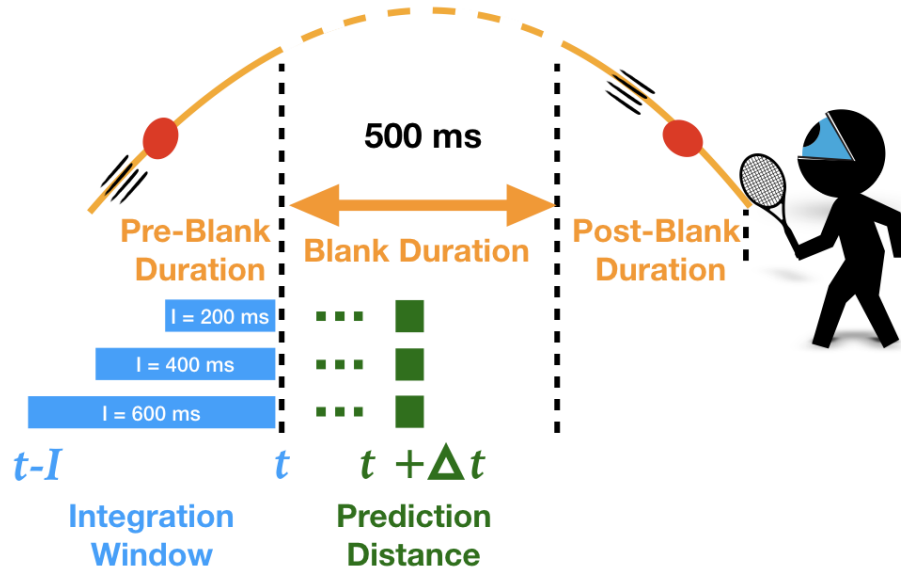 500 ms
Pre-Blank
Duration
Blank Duration
Post-Blank
Duration
I = 200 ms
I = 400 ms
I = 600 ms
t-I
t
t + Δ t
Integration
Window
Prediction
Distance